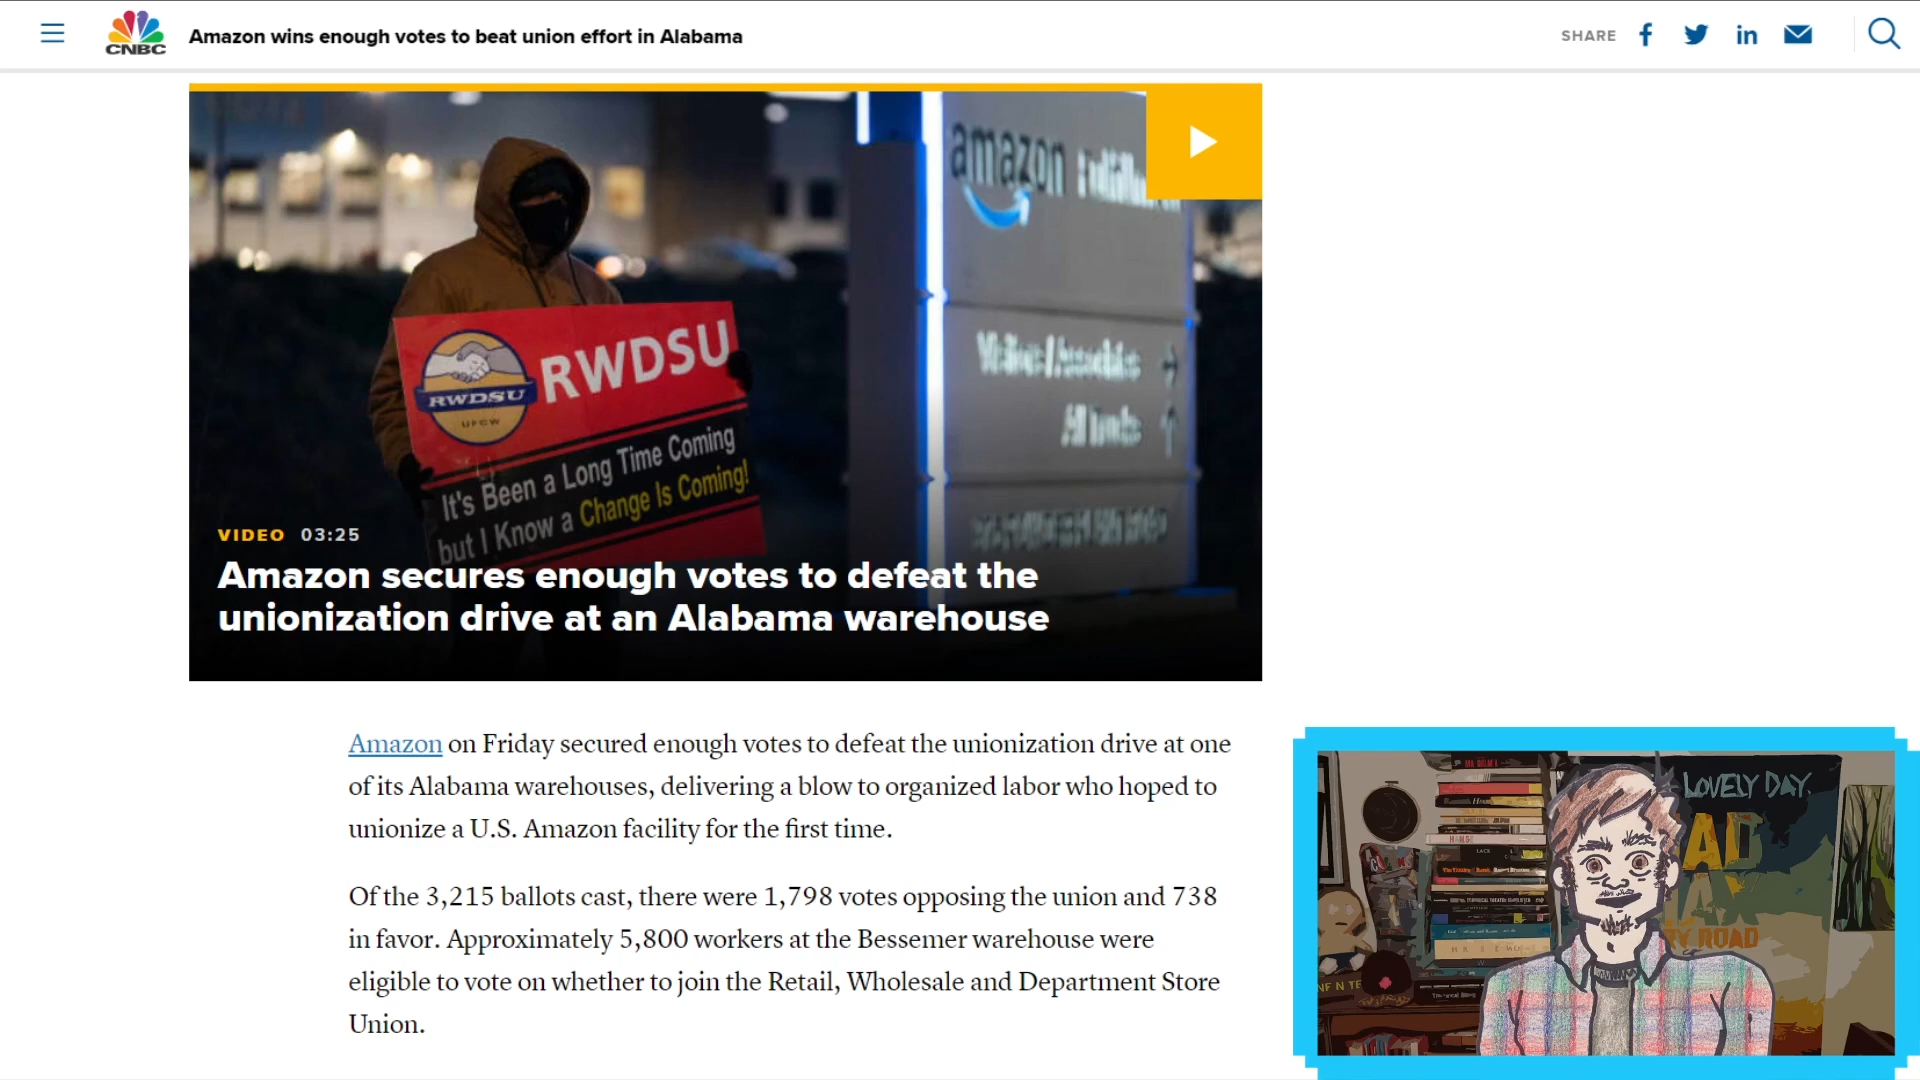 CNBC
Amazon wins enough votes to beat union effort in Alabama
SHARE
amazon
RWDSU
RWDSU
UFCW
It's Been a Long Time Coming
but I Know a Change Is Coming!
VIDEO 03:25
Amazon secures enough votes to defeat the
unionization drive at an Alabama warehouse
Amazon on Friday secured enough votes to defeat the unionization drive at one
of its Alabama warehouses, delivering a blow to organized labor who hoped to
unionize a U.S. Amazon facility for the first time.
Of the 3,215 ballots cast, there were 1,798 votes opposing the union and 738
in favor. Approximately 5,800 workers at the Bessemer warehouse were
eligible to vote on whether to join the Retail, Wholesale and Department Store
Union.
LOVELY DAY.
ROAD